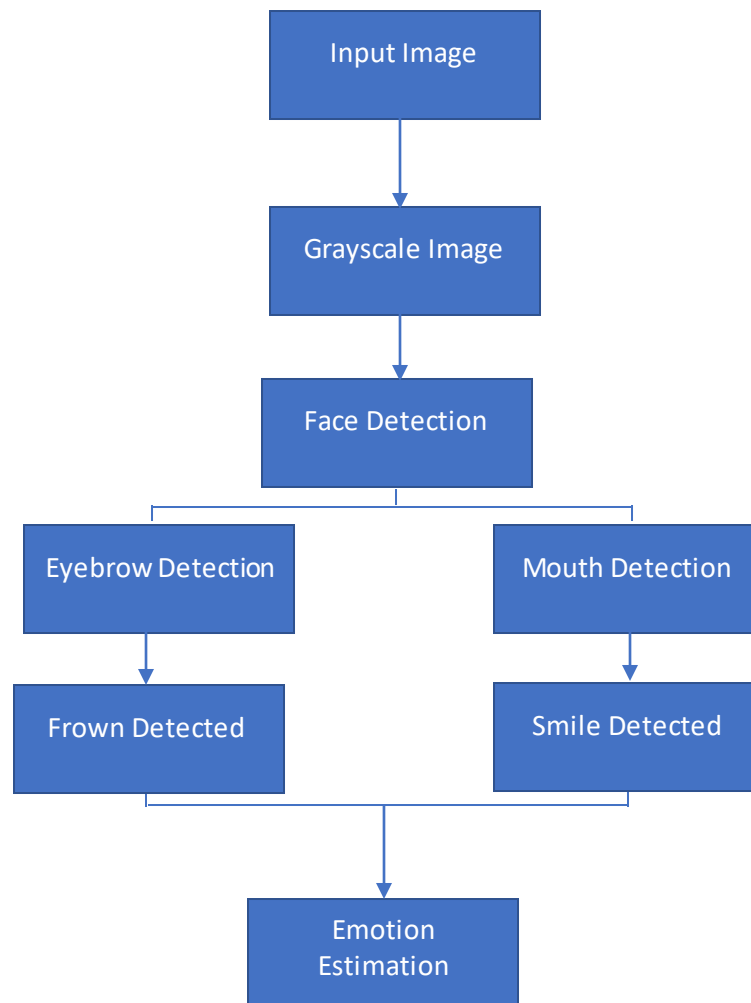 Input Image
Grayscale Image
Face Detection
Eyebrow Detection
Mouth Detection
Frown Detected
Smile Detected
Emotion
Estimation